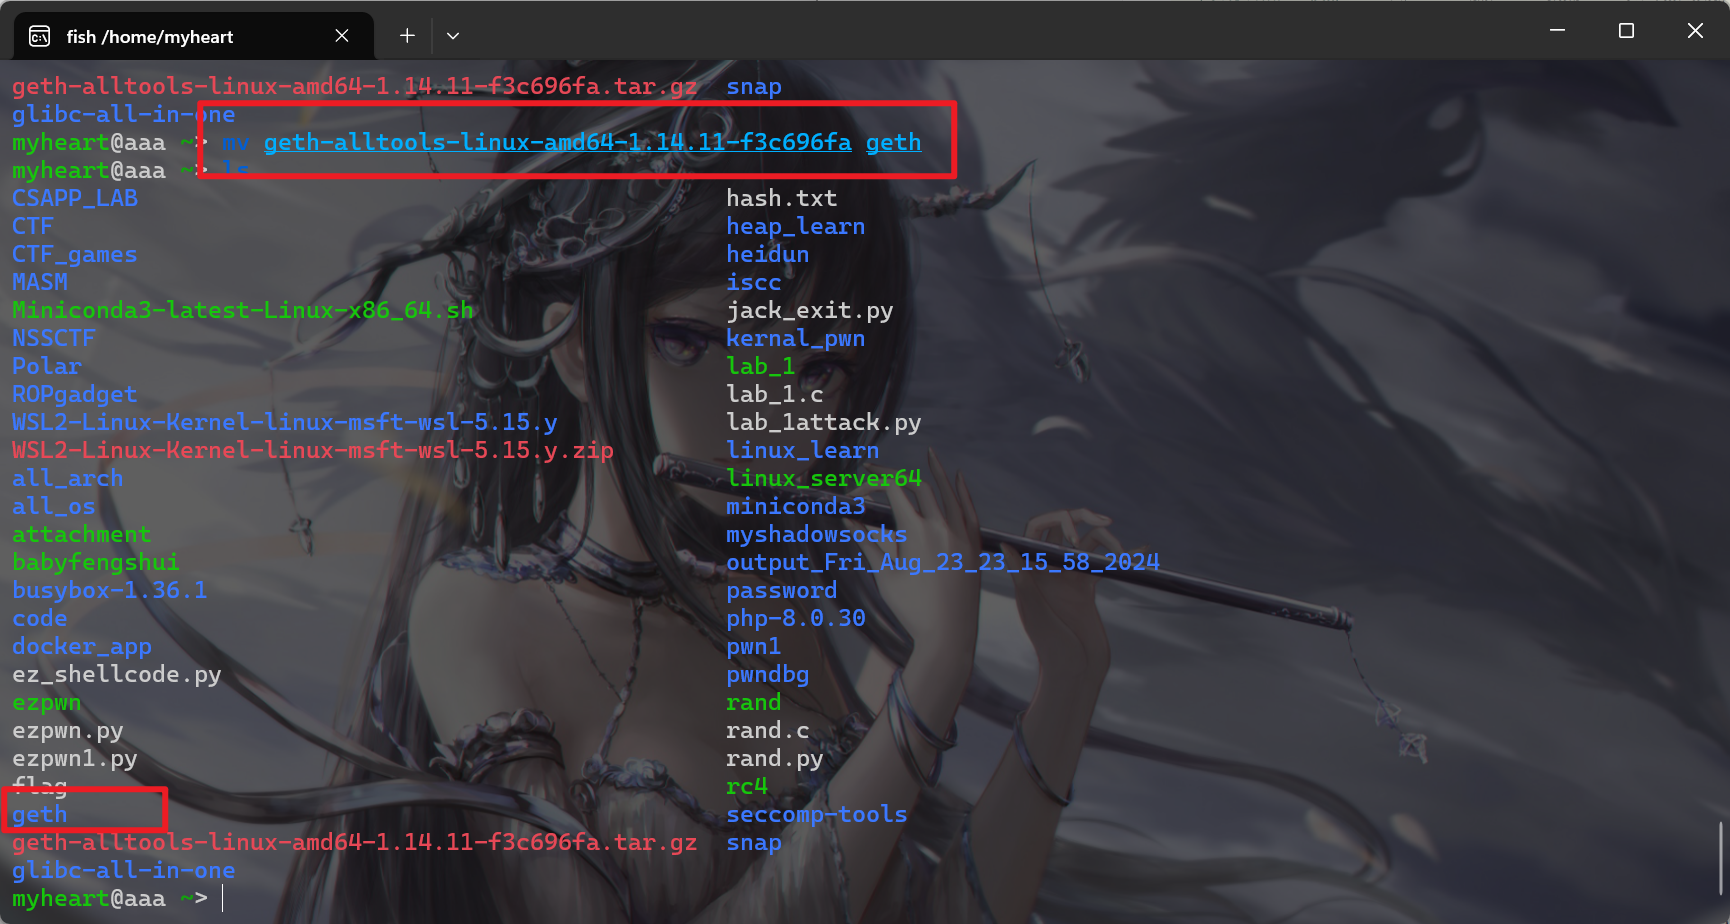 fish /home/myheart
geth-alltools-linux-amd64-1.14.11-f3c696fa.tar.gz  snap
glibc-all-in-one
myheart@aaa ~> mv geth-alltools-linux-amd64-1.14.11-f3c696fa geth
myheart@aaa ~> ls
CSAPP_LAB  hash.txt
CTF  heap_learn
CTF_games  heidun
MASM  iscc
Miniconda3-latest-Linux-x86_64.sh  jack_exit.py
NSSCTF  kernal_pwn
Polar  lab_1
ROPgadget  lab_1.c
WSL2-Linux-Kernel-linux-msft-wsl-5.15.y  lab_1attack.py
WSL2-Linux-Kernel-linux-msft-wsl-5.15.y.zip  linux_learn
all_arch  linux_server64
all_os  miniconda3
attachment  myshadowsocks
babyfengshui  output_Fri_Aug_23_23_15_58_2024
busybox-1.36.1  password
code  php-8.0.30
docker_app  pwn1
ez_shellcode.py  pwndbg
ezpwn  rand
ezpwn.py  rand.c
ezpwn1.py  rand.py
flag  rc4
geth  seccomp-tools
geth-alltools-linux-amd64-1.14.11-f3c696fa.tar.gz  snap
glibc-all-in-one
myheart@aaa ~>